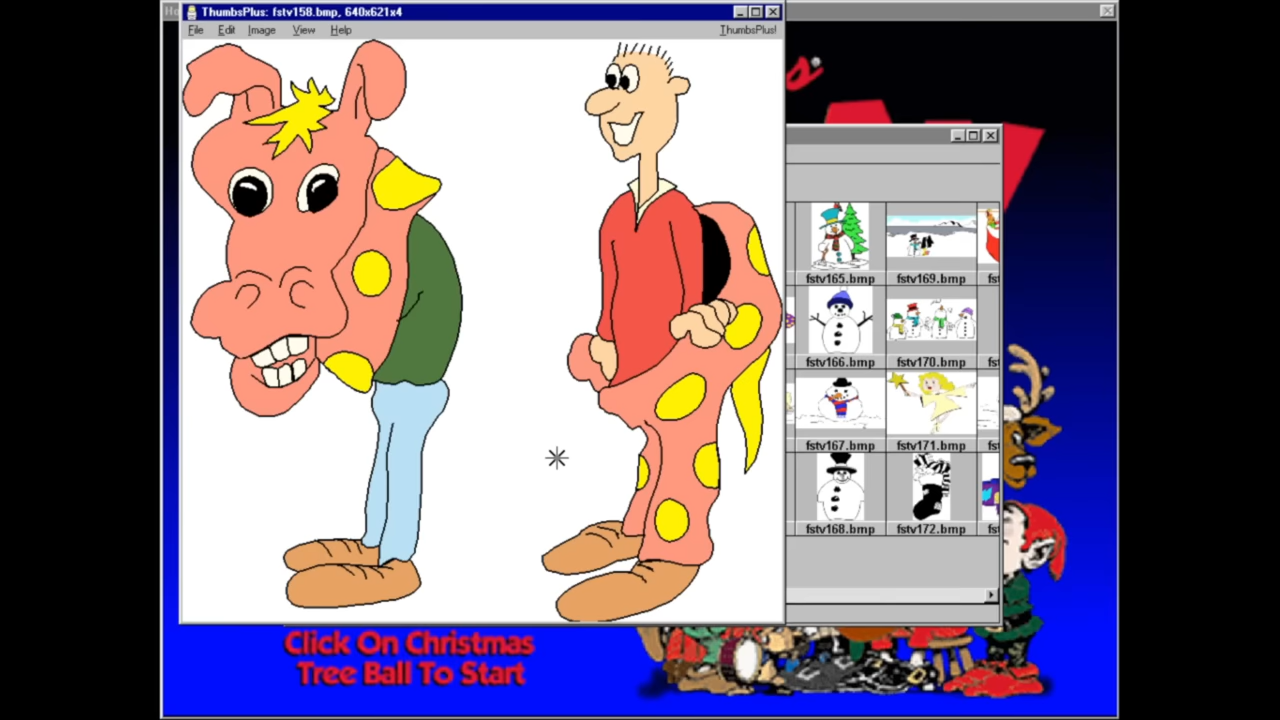 ThumbsPlus: fstv158.bmp, 640x621x4
File Edit Image View Help ThumbsPlus!
fstv165.bmp fstv169.bmp
fstv166.bmp fstv170.bmp
fstv167.bmp fstv171.bmp
fstv168.bmp fstv172.bmp
Click On Christmas
Tree Ball To Start